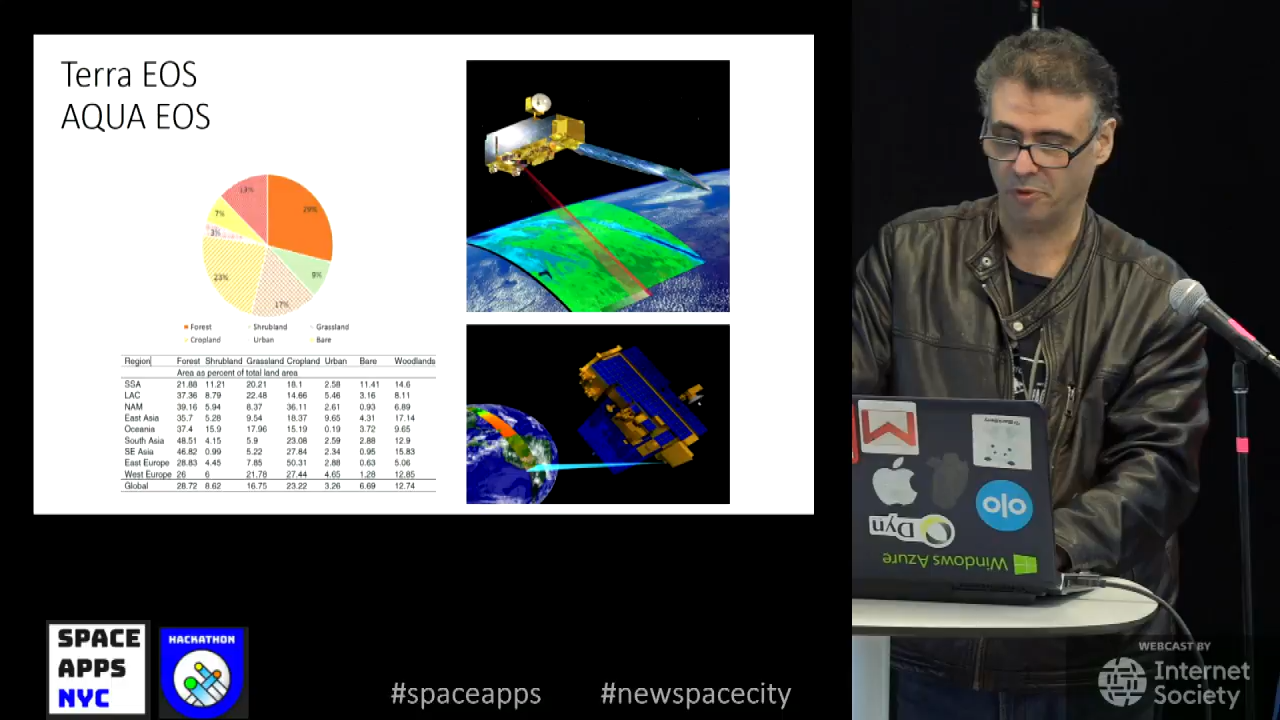 Terra EOS
AQUA EOS
13%
29%
7%
3%
9%
23%
17%
Forest Shrubland Grassland
Cropland Urban Bare
Region Forest Shrubland Grassland Cropland Urban Bare Woodlands
Area as percent of total land area
SSA 21.88 11.21 20.21 18.1 2.58 11.41 14.6
LAC 37.36 8.79 22.48 14.66 5.46 3.16 8.11
NAM 39.16 5.94 8.37 36.11 2.61 0.93 6.89
East Asia 35.7 5.28 9.54 18.37 9.65 4.31 17.14
Oceania 37.4 15.9 17.96 15.19 0.19 3.72 9.65
South Asia 48.51 4.15 5.9 23.08 2.59 2.88 12.9
SE Asia 46.82 0.99 5.22 27.84 2.34 0.95 15.83
East Europe 28.83 4.45 7.85 50.31 2.88 0.63 5.06
West Europe 26 6 21.78 27.44 4.65 1.28 12.85
Global 28.72 8.62 16.75 23.22 3.26 6.69 12.74
olo
Dyn
Windows Azure
SPACE
APPS
NYC
HACKATHON
#spaceapps #newspacecity
WEBCAST BY
Internet
Society